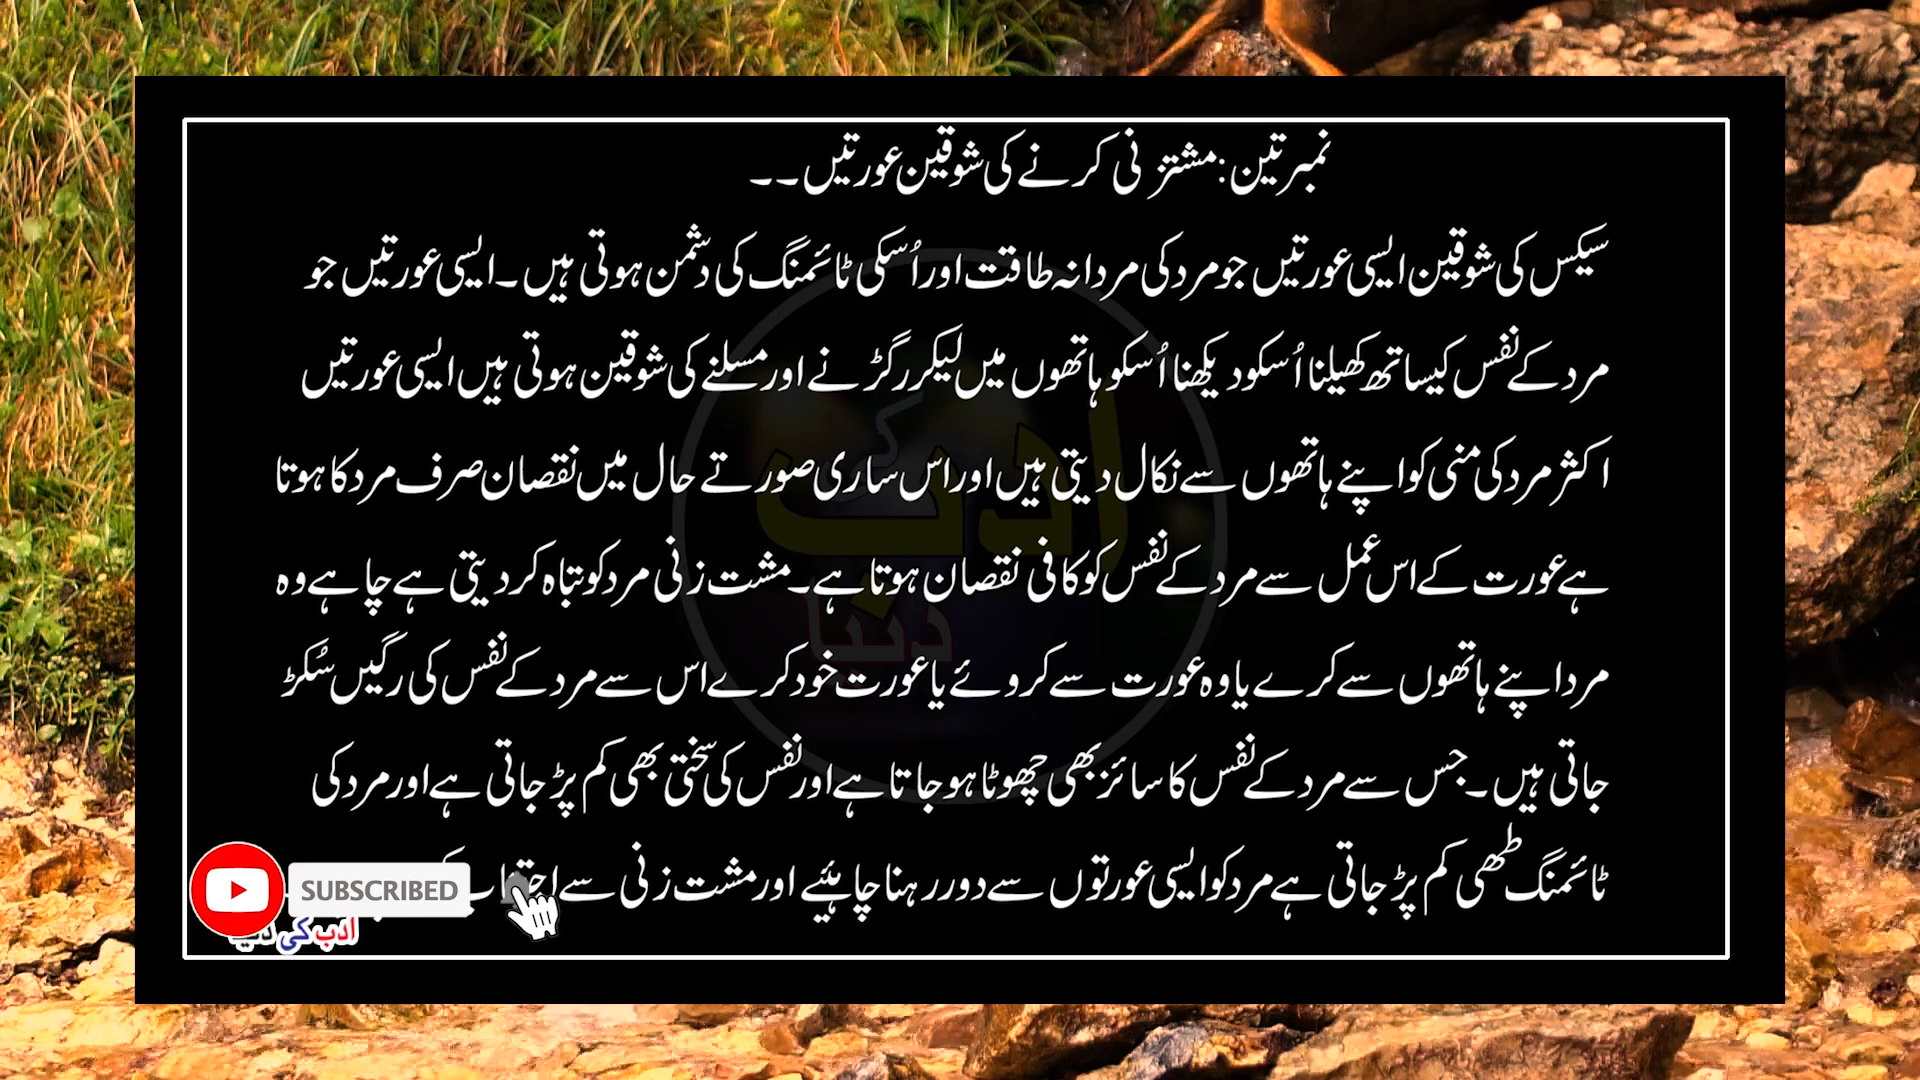 نمبر تین: مشتزنی کرنے کی شوقین عورتیں۔۔
سیکس کی شوقین ایسی عورتیں جو مرد کی مردانہ طاقت اور اُسکی ٹائمنگ کی دشمن ہوتی ہیں۔ ایسی عورتیں جو
مرد کے نفس کیساتھ کھیلنا اُسکو دیکھنا اُسکو ہاتھوں میں لیکر رگڑنے اور مسلنے کی شوقین ہوتی ہیں ایسی عورتیں
اکثر مرد کی منی کو اپنے ہاتھوں سے نکال دیتی ہیں اور اس ساری صورتے حال میں نقصان صرف مرد کا ہوتا
ہے عورت کے اس عمل سے مرد کے نفس کو کافی نقصان ہوتا ہے۔ مشت زنی مرد کو تباہ کر دیتی ہے چاہے وہ
مرد اپنے ہاتھوں سے کرے یا وہ عورت سے کروئے یا عورت خود کرے اس سے مرد کے نفس کی رگیں سُکڑ
جاتی ہیں۔ جس سے مرد کے نفس کا سائز بھی چھوٹا ہو جاتا ہے اور نفس کی سختی بھی کم پڑ جاتی ہے اور مرد کی
ٹائمنگ ٹھی کم پڑ جاتی ہے مرد کو ایسی عورتوں سے دور رہنا چاہیئے اور مشت زنی سے
SUBSCRIBED
ادب کی دنیا
ادب کی دنیا